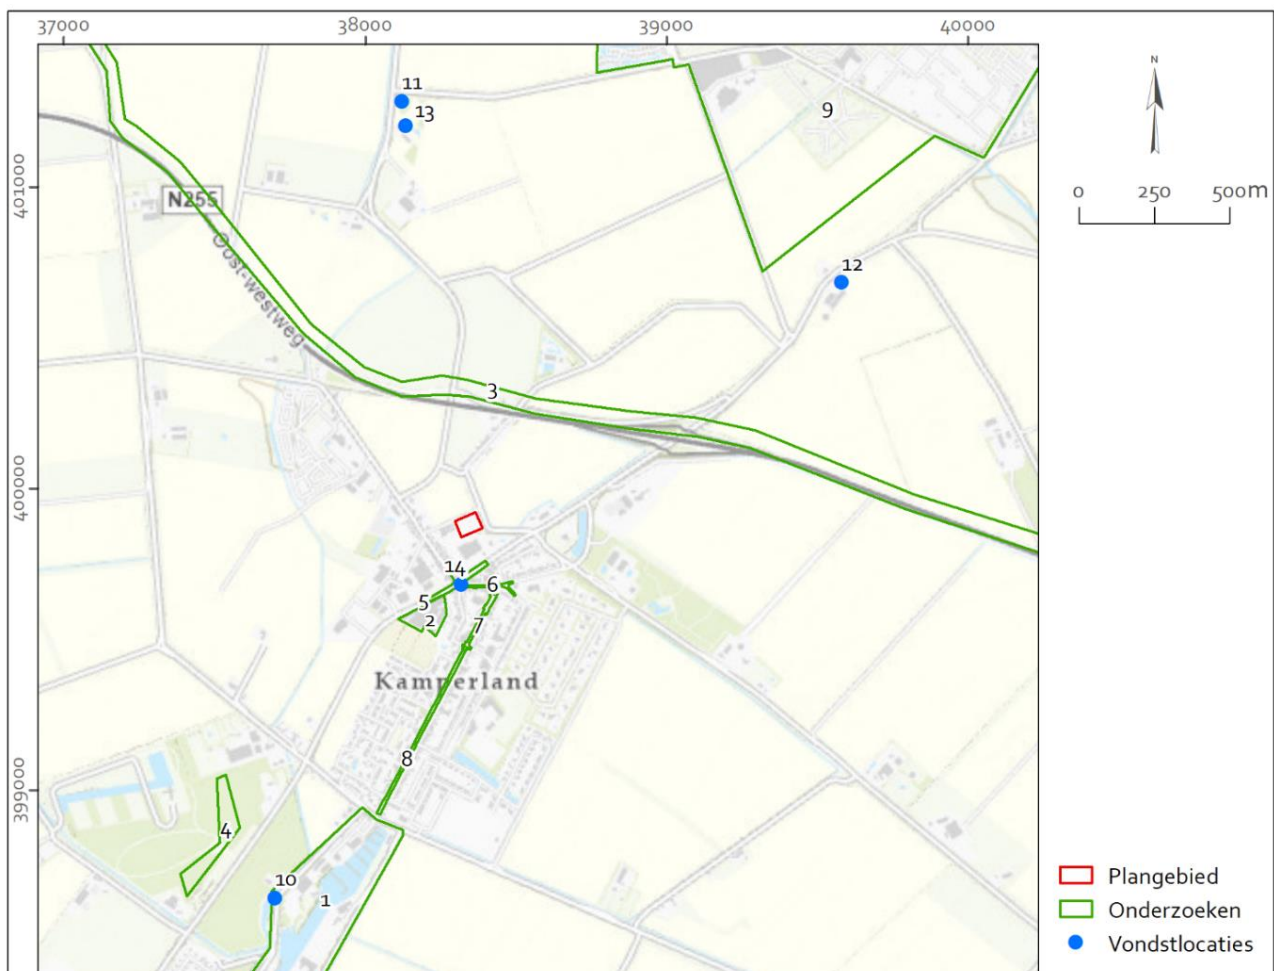 37000 38000 39000 40000
N
11
13
9
401000
N255
0 250 500m
Oost-westweg
12
3
400000
14
6
5
2
7
Kamperland
8
399000
4
10
1
Plangebied
Onderzoeken
Vondstlocaties